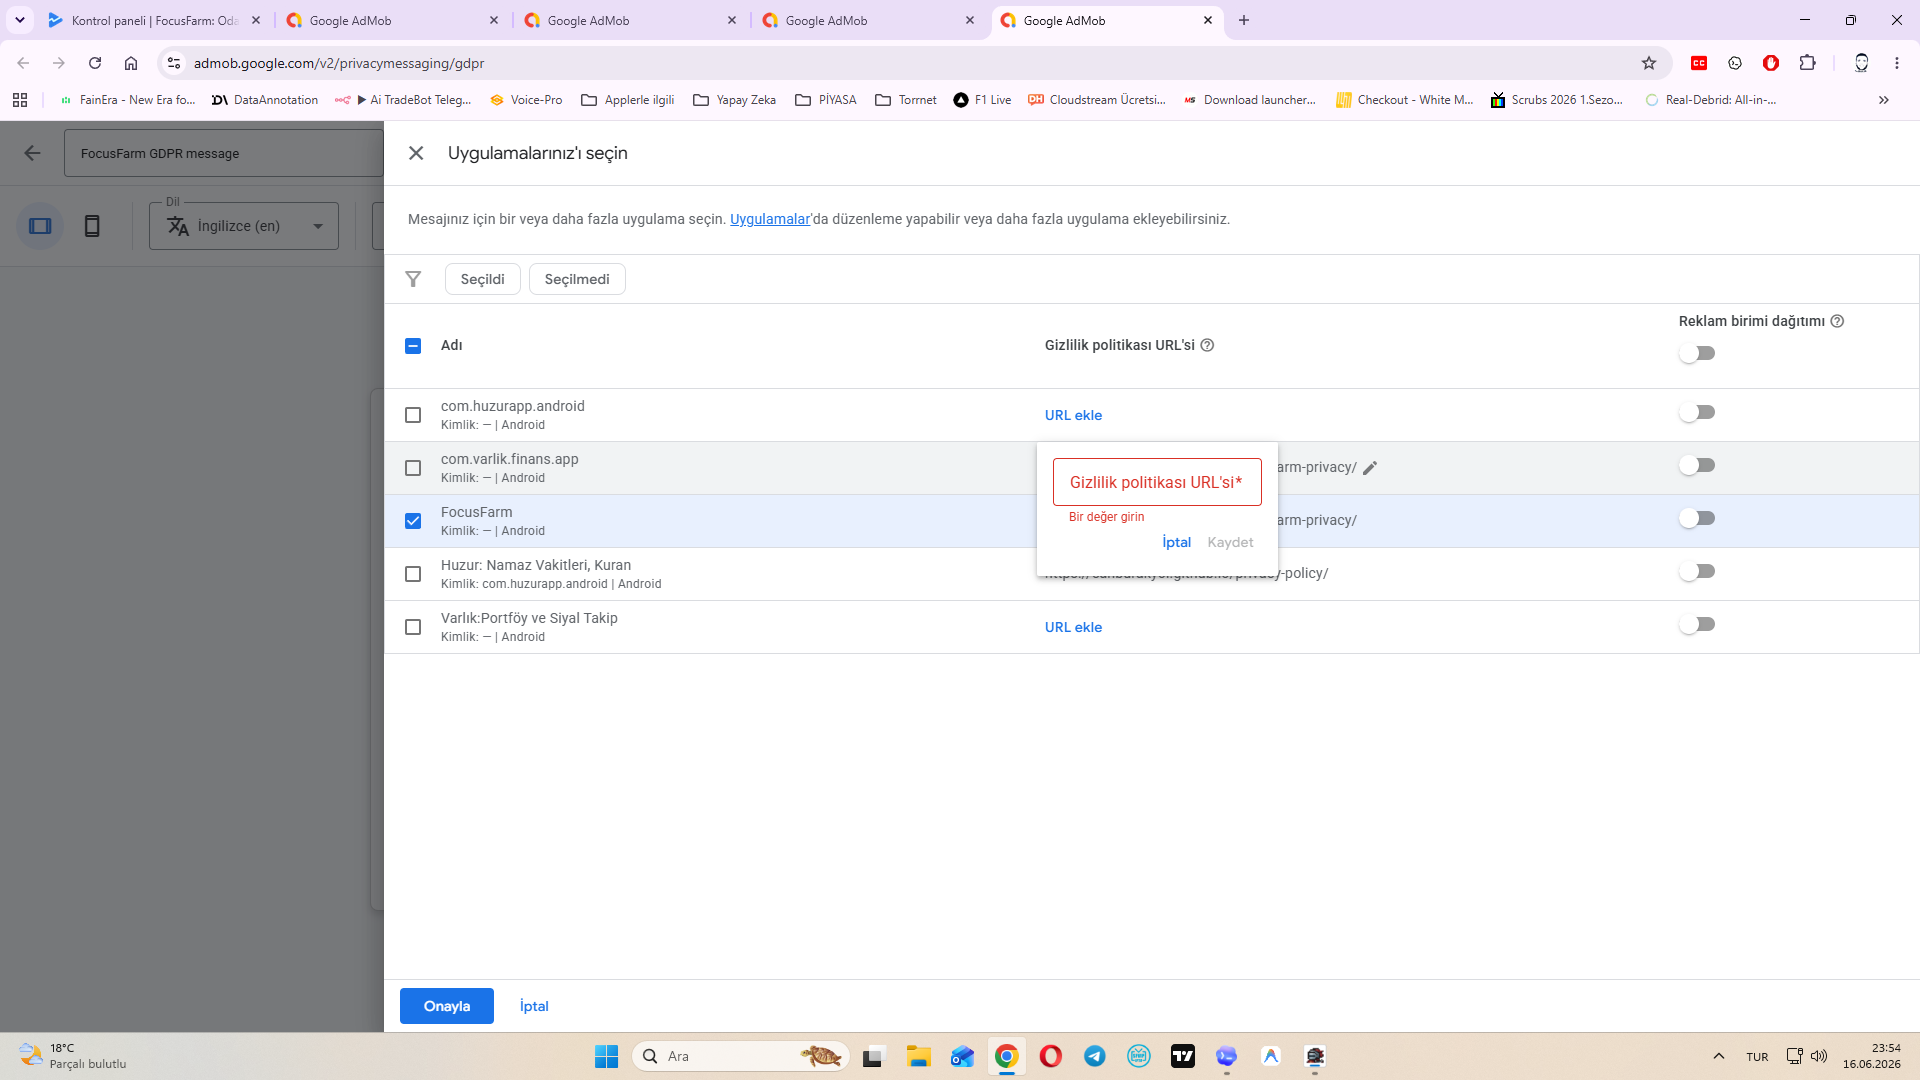 Kontrol paneli | FocusFarm: Oda
Google AdMob
Google AdMob
Google AdMob
Google AdMob
admob.google.com/v2/privacymessaging/gdpr
FainEra - New Era fo...
DataAnnotation
Ai TradeBot Teleg...
Voice-Pro
Applerle ilgili
Yapay Zeka
PİYASA
Torrnet
F1 Live
Cloudstream Ücretsi...
Download launcher...
Checkout - White M...
Scrubs 2026 1.Sezo...
Real-Debrid: All-in-...
FocusFarm GDPR message
Dil
İngilizce (en)
Uygulamalarınız'ı seçin
Mesajınız için bir veya daha fazla uygulama seçin. Uygulamalar'da düzenleme yapabilir veya daha fazla uygulama ekleyebilirsiniz.
Seçildi
Seçilmedi
Adı
Gizlilik politikası URL'si
Reklam birimi dağıtımı
com.huzurapp.android
Kimlik: — | Android
URL ekle
com.varlik.finans.app
Kimlik: — | Android
arm-privacy/
Gizlilik politikası URL'si*
Bir değer girin
İptal
Kaydet
FocusFarm
Kimlik: — | Android
arm-privacy/
Huzur: Namaz Vakitleri, Kuran
Kimlik: com.huzurapp.android | Android
y-policy/
Varlık:Portföy ve Siyal Takip
Kimlik: — | Android
URL ekle
Onayla
İptal
18°C
Parçalı bulutlu
Ara
TUR
23:54
16.06.2026